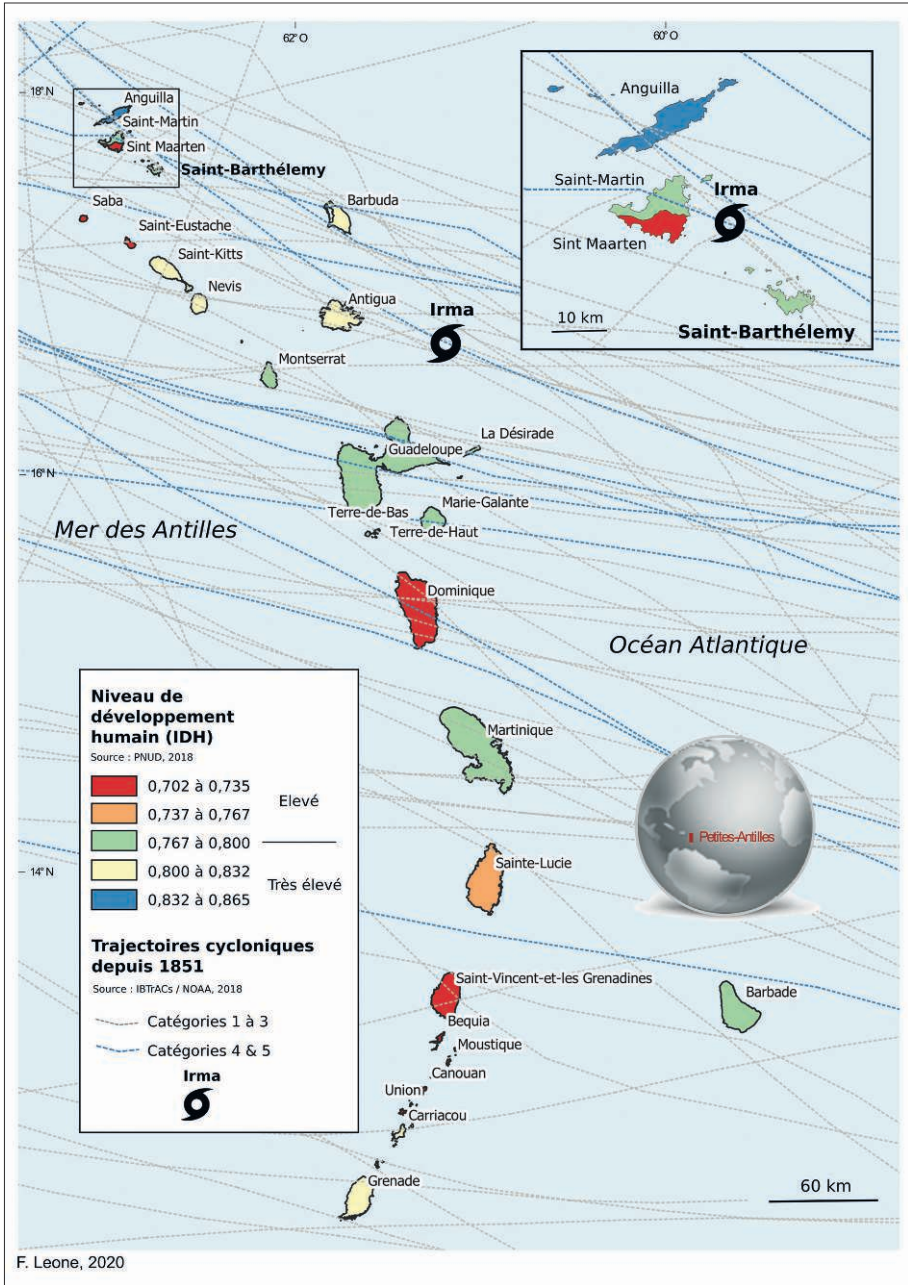 62°O
60°O
18°N
Anguilla
Saint-Martin
Sint Maarten
Saint-Barthélemy
Saba
Saint-Eustache
Saint-Kitts
Nevis
Barbuda
Antigua
Irma
Montserrat
Anguilla
Saint-Martin
Irma
Sint Maarten
10 km
Saint-Barthélemy
16°N
La Désirade
Guadeloupe
Marie-Galante
Terre-de-Bas
Terre-de-Haut
Mer des Antilles
Dominique
Océan Atlantique
Martinique
Petites-Antilles
14°N
Sainte-Lucie
Saint-Vincent-et-les Grenadines
Barbade
Bequia
Moustique
Canouan
Union
Carriacou
Grenade
60 km
Niveau de
développement
humain (IDH)
Source : PNUD, 2018
0,702 à 0,735
0,737 à 0,767
0,767 à 0,800
0,800 à 0,832
0,832 à 0,865
Elevé
Très élevé
Trajectoires cycloniques
depuis 1851
Source : IBTrACs / NOAA, 2018
Catégories 1 à 3
Catégories 4 & 5
Irma
F. Leone, 2020